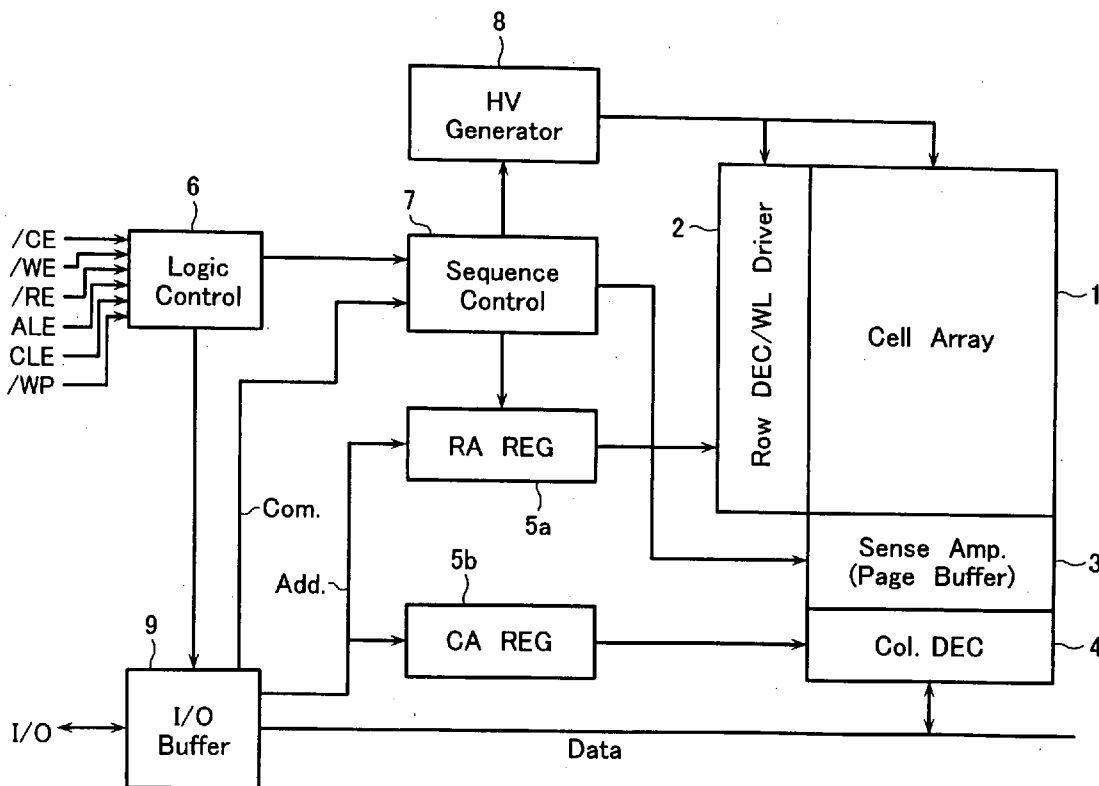 8
HV
Generator
6
7
2
/CE
/WE
/RE
ALE
CLE
/WP
Logic
Control
Sequence
Control
Row DEC/WL Driver
Cell Array
1
RA REG
5a
Com.
Add.
5b
CA REG
Sense Amp.
(Page Buffer)
3
Col. DEC
4
9
I/O
I/O
Buffer
Data